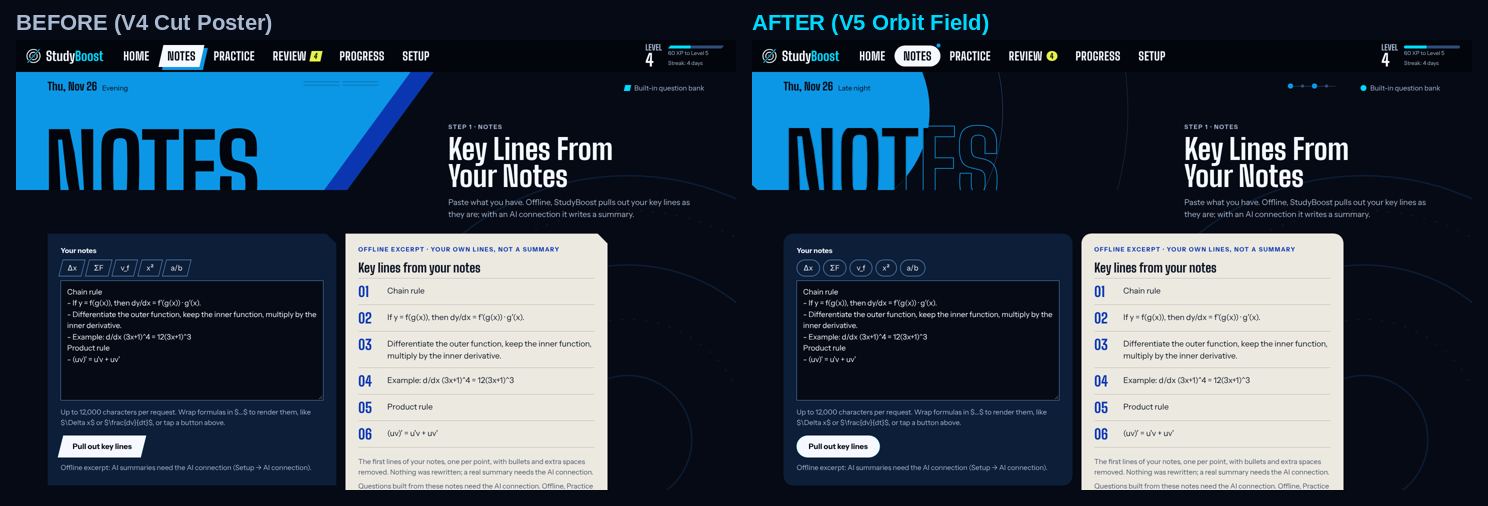 BEFORE (V4 Cut Poster)
StudyBoost HOME NOTES PRACTICE REVIEW 4 PROGRESS SETUP
LEVEL 4
60 XP to Level 5
Streak: 4 days
Thu, Nov 26 Evening
Built-in question bank
NOTES
STEP 1 · NOTES
Key Lines From
Your Notes
Paste what you have. Offline, StudyBoost pulls out your key lines as
they are; with an AI connection it writes a summary.
Your notes
Δx ΣF v_f x² a/b
Chain rule
- If y = f(g(x)), then dy/dx = f'(g(x)) · g'(x).
- Differentiate the outer function, keep the inner function, multiply by the
inner derivative.
- Example: d/dx (3x+1)^4 = 12(3x+1)^3
Product rule
- (uv)' = u'v + uv'
Up to 12,000 characters per request. Wrap formulas in $...$ to render them, like
$\Delta x$ or $\frac{dv}{dt}$, or tap a button above.
Pull out key lines
Offline excerpt: AI summaries need the AI connection (Setup → AI connection).
OFFLINE EXCERPT · YOUR OWN LINES, NOT A SUMMARY
Key lines from your notes
01 Chain rule
02 If y = f(g(x)), then dy/dx = f'(g(x)) · g'(x).
03 Differentiate the outer function, keep the inner function,
multiply by the inner derivative.
04 Example: d/dx (3x+1)^4 = 12(3x+1)^3
05 Product rule
06 (uv)' = u'v + uv'
The first lines of your notes, one per point, with bullets and extra spaces
removed. Nothing was rewritten; a real summary needs the AI connection.
Questions built from these notes need the AI connection. Offline, Practice
AFTER (V5 Orbit Field)
StudyBoost HOME NOTES PRACTICE REVIEW 4 PROGRESS SETUP
LEVEL 4
60 XP to Level 5
Streak: 4 days
Thu, Nov 26 Late night
Built-in question bank
NOTES
STEP 1 · NOTES
Key Lines From
Your Notes
Paste what you have. Offline, StudyBoost pulls out your key lines as
they are; with an AI connection it writes a summary.
Your notes
Δx ΣF v_f x² a/b
Chain rule
- If y = f(g(x)), then dy/dx = f'(g(x)) · g'(x).
- Differentiate the outer function, keep the inner function, multiply by the
inner derivative.
- Example: d/dx (3x+1)^4 = 12(3x+1)^3
Product rule
- (uv)' = u'v + uv'
Up to 12,000 characters per request. Wrap formulas in $...$ to render them, like
$\Delta x$ or $\frac{dv}{dt}$, or tap a button above.
Pull out key lines
Offline excerpt: AI summaries need the AI connection (Setup → AI connection).
OFFLINE EXCERPT · YOUR OWN LINES, NOT A SUMMARY
Key lines from your notes
01 Chain rule
02 If y = f(g(x)), then dy/dx = f'(g(x)) · g'(x).
03 Differentiate the outer function, keep the inner function,
multiply by the inner derivative.
04 Example: d/dx (3x+1)^4 = 12(3x+1)^3
05 Product rule
06 (uv)' = u'v + uv'
The first lines of your notes, one per point, with bullets and extra spaces
removed. Nothing was rewritten; a real summary needs the AI connection.
Questions built from these notes need the AI connection. Offline, Practice